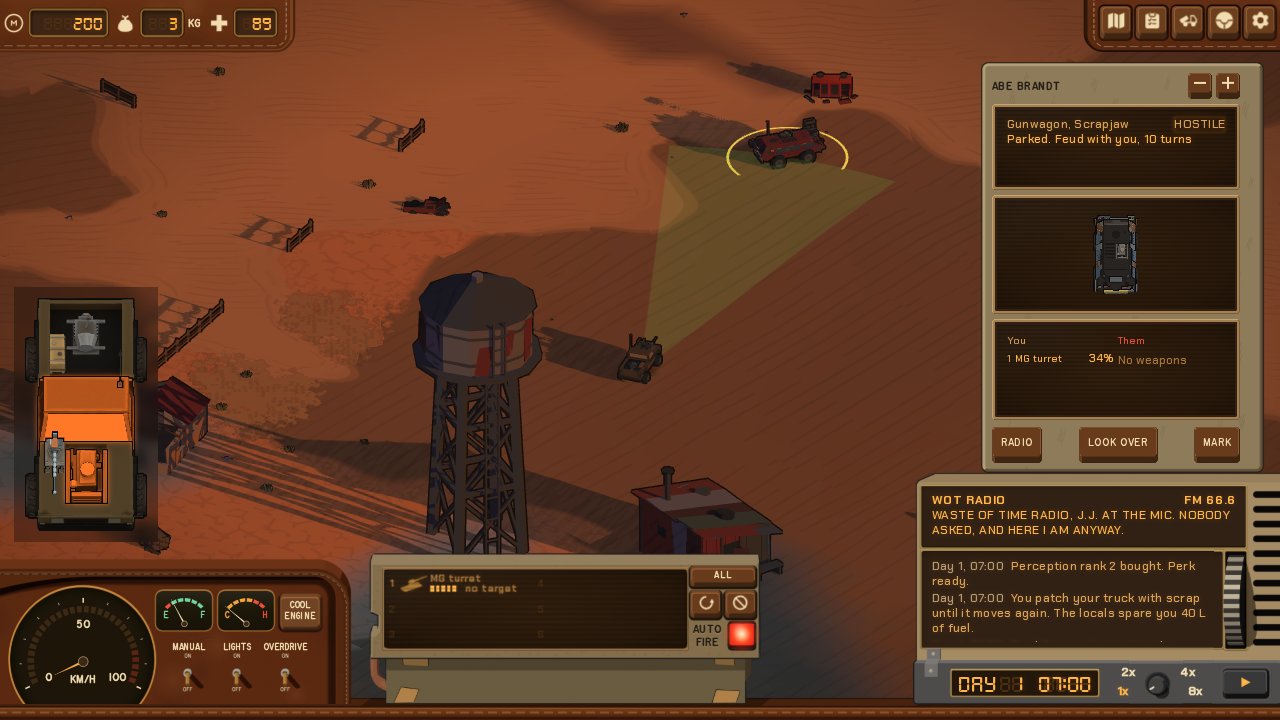 M 200 3 KG 89
ABE BRANDT
Gunwagon, Scrapjaw HOSTILE
Parked. Feud with you, 10 turns
You Them
1 MG turret 34% No weapons
RADIO LOOK OVER MARK
WOT RADIO FM 66.6
WASTE OF TIME RADIO, J.J. AT THE MIC. NOBODY
ASKED, AND HERE I AM ANYWAY.
Day 1, 07:00 Perception rank 2 bought. Perk
ready.
Day 1, 07:00 You patch your truck with scrap
until it moves again. The locals spare you 40 L
of fuel.
DAY 1 07:00
2x 4x
1x 8x
1 MG turret 4
no target
2 5
3 6
ALL
AUTO
FIRE
50
0 KM/H 100
E F
C H
COOL
ENGINE
MANUAL LIGHTS OVERDRIVE
ON ON ON
OFF OFF OFF